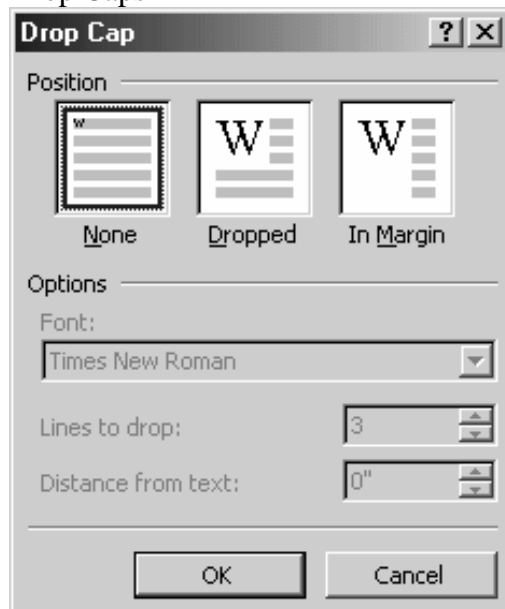 Drop Cap
Position
W
W
W
None
Dropped
In Margin
Options
Font:
Times New Roman
Lines to drop:
3
Distance from text:
0"
OK
Cancel